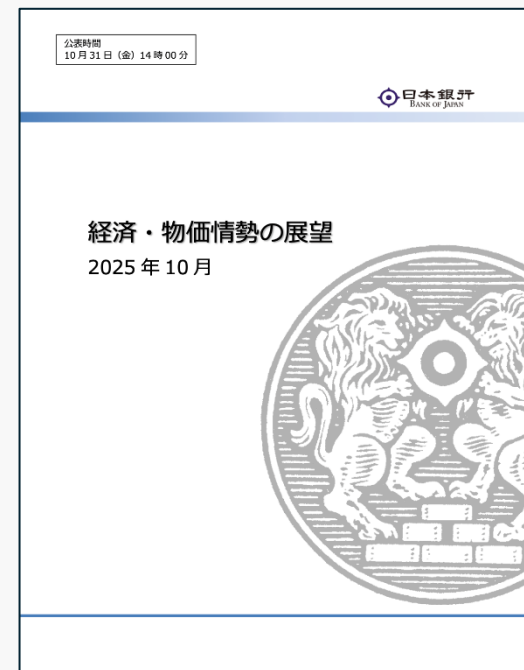 公表時間
10月31日（金）14時00分
日本銀行
BANK OF JAPAN
経済・物価情勢の展望
2025年10月